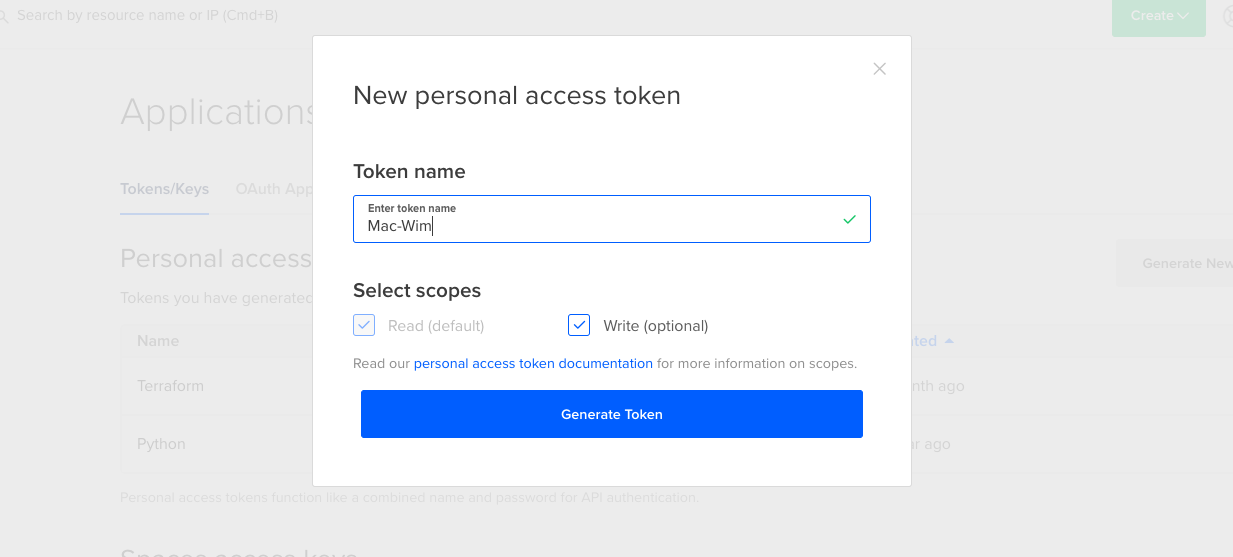 Search by resource name or IP (Cmd+B)
Create
Applications
New personal access token
Tokens/Keys
OAuth App
Token name
Enter token name
Mac-Wim
Personal access
Generate New
Tokens you have generated
Select scopes
Read (default)
Write (optional)
Name
Read our personal access token documentation for more information on scopes.
Terraform
ago
Generate Token
Python
ago
Personal access tokens function like a combined name and password for API authentication.
Spaces access keys